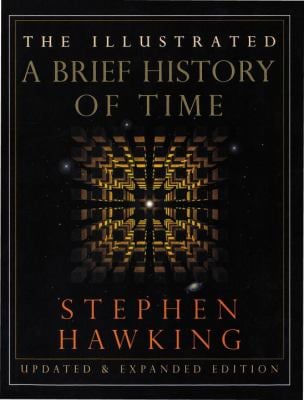 THE ILLUSTRATED
A BRIEF HISTORY
OF TIME
STEPHEN
HAWKING
UPDATED & EXPANDED EDITION